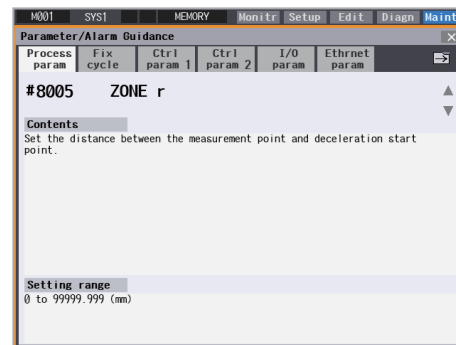 M001 SYS1 MEMORY Monitr Setup Edit Diagn Maint
Parameter/Alarm Guidance
Process param Fix cycle Ctrl param 1 Ctrl param 2 I/O param Ethrnet param
#8005 ZONE r
Contents
Set the distance between the measurement point and deceleration start
point.
Setting range
0 to 99999.999 (mm)